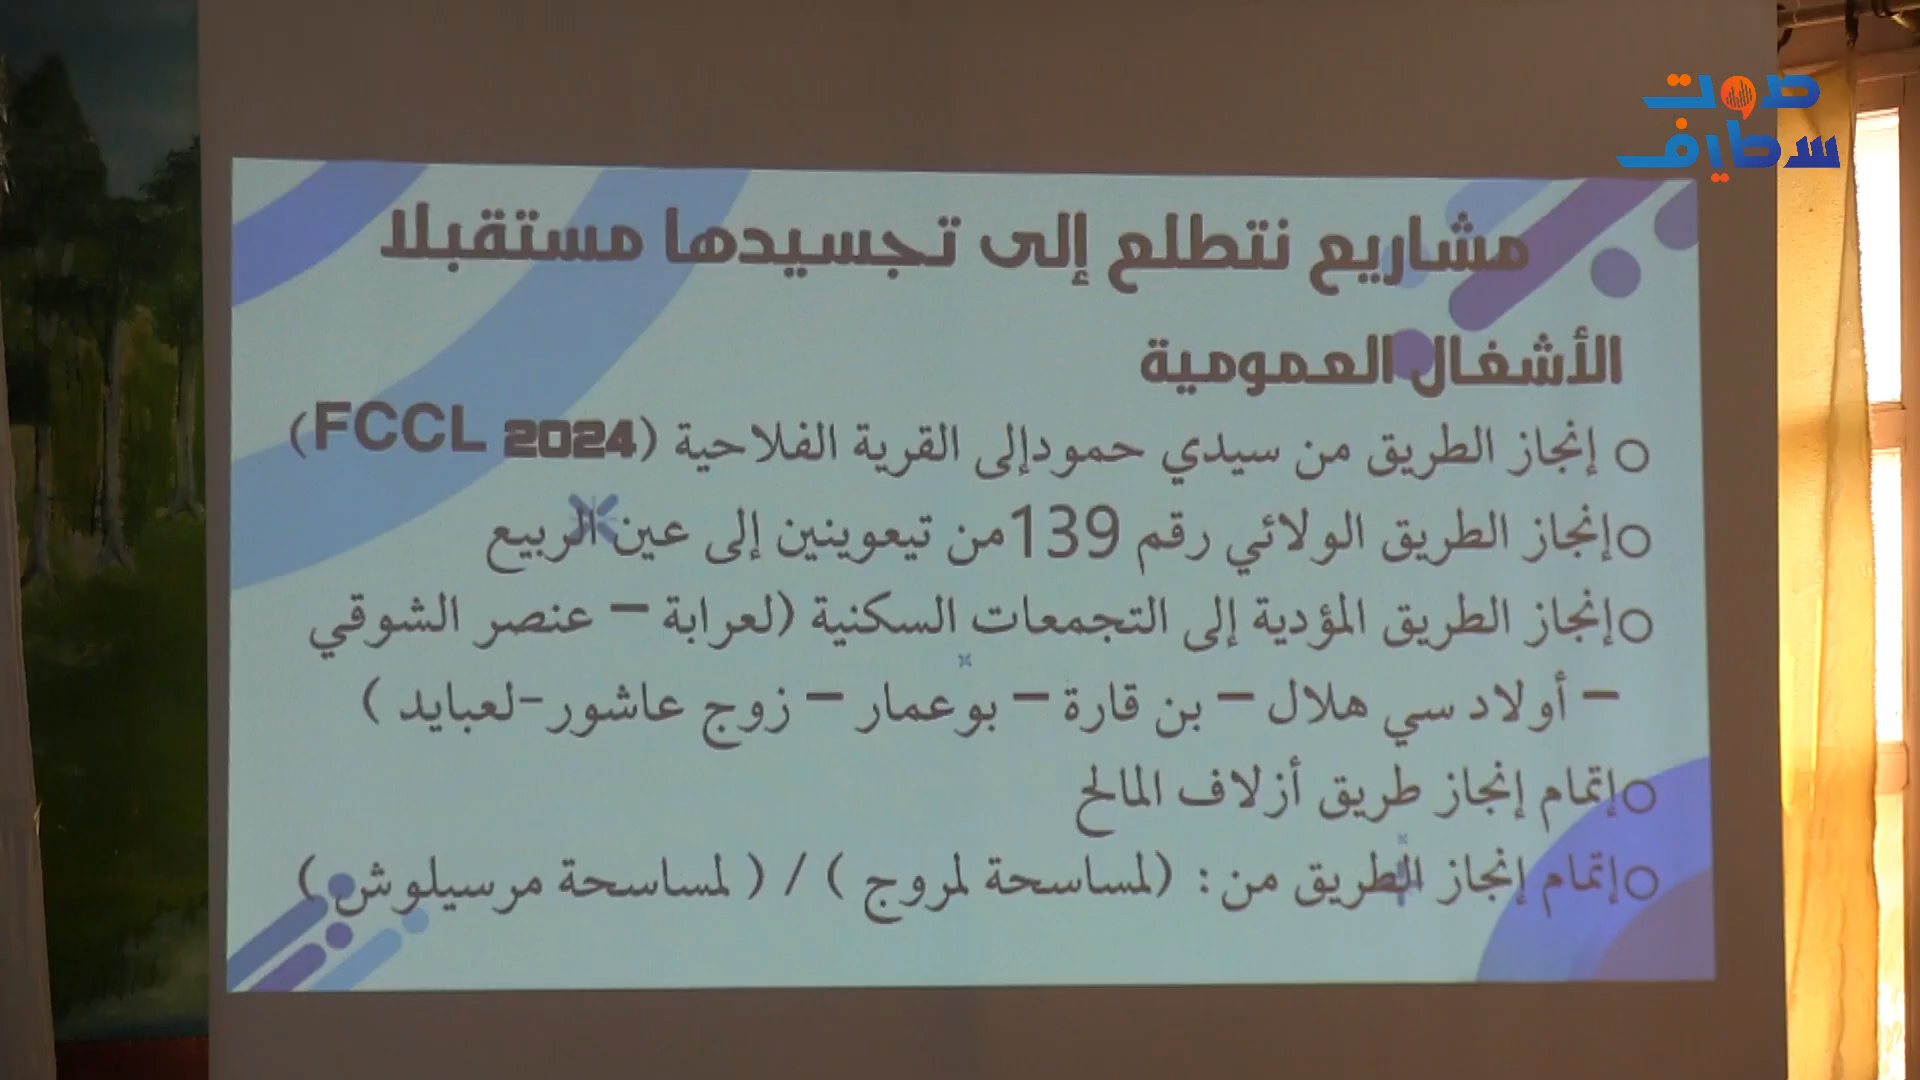 صوت
سطايف
مشاريع نتطلع إلى تجسيدها مستقبلا
الأشغال العمومية
إنجاز الطريق من سيدي حمودإلى القرية الفلاحية (FCCL 2024)
إنجاز الطريق الولائي رقم 139من تيعوينين إلى عين الربيع
إنجاز الطريق المؤدية إلى التجمعات السكنية (لعرابة – عنصر الشوقي
– أولاد سي هلال – بن قارة – بوعمار – زوج عاشور-لعبايد )
إتمام إنجاز طريق أزلاف المالح
إتمام إنجاز الطريق من : (لمساسحة لمروج ) / ( لمساسحة مرسيلوش )